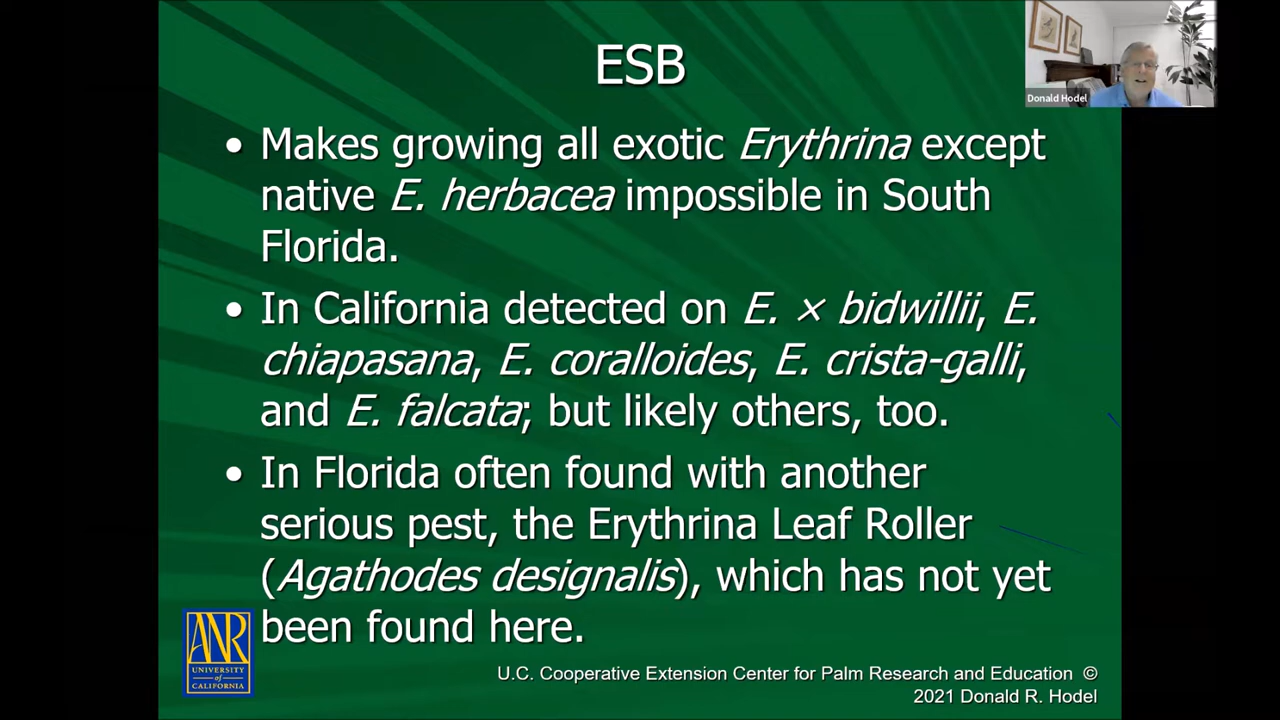 ESB
Donald Hodel
• Makes growing all exotic Erythrina except
native E. herbacea impossible in South
Florida.
• In California detected on E. × bidwillii, E.
chiapasana, E. coralloides, E. crista-galli,
and E. falcata; but likely others, too.
• In Florida often found with another
serious pest, the Erythrina Leaf Roller
(Agathodes designalis), which has not yet
been found here.
ANR
UNIVERSITY
of
CALIFORNIA
U.C. Cooperative Extension Center for Palm Research and Education ©
2021 Donald R. Hodel